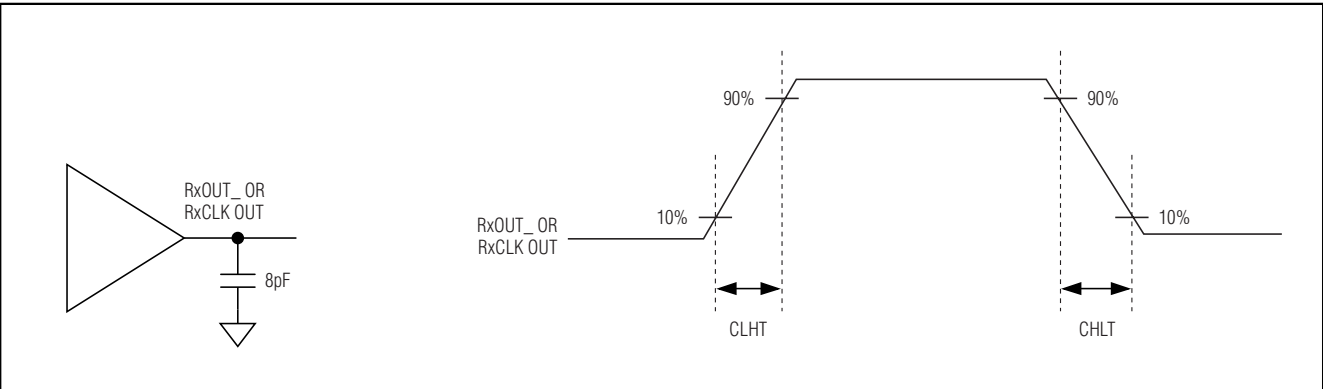 RxOUT_ OR
RxCLK OUT
8pF
RxOUT_ OR
RxCLK OUT
90%
10%
CLHT
90%
10%
CHLT